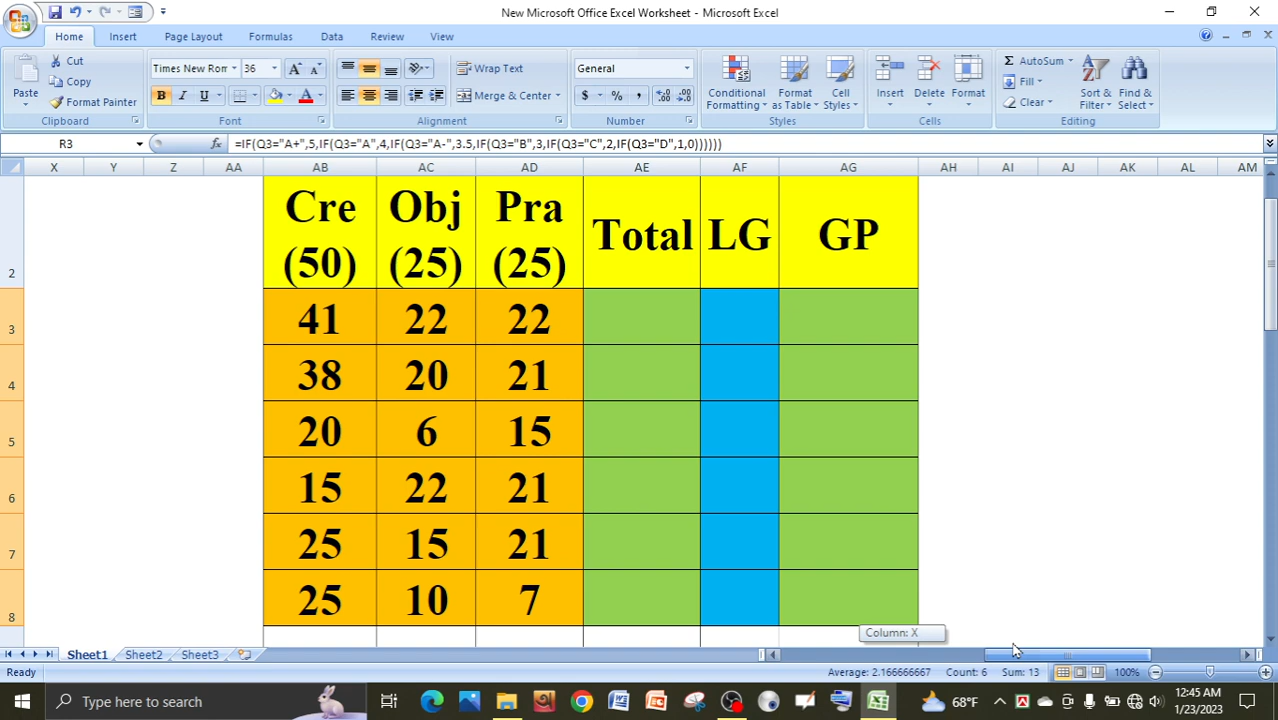 New Microsoft Office Excel Worksheet - Microsoft Excel
Home Insert Page Layout Formulas Data Review View
Paste Cut Copy Format Painter Clipboard
Times New Rom 36 A A B I U A Font
Wrap Text Merge & Center Alignment
General $ % , Number
Conditional Formatting Format as Table Cell Styles Styles
Insert Delete Format Cells
Σ AutoSum Fill Clear Sort & Filter Find & Select Editing
R3 fx =IF(Q3="A+",5,IF(Q3="A",4,IF(Q3="A-",3.5,IF(Q3="B",3,IF(Q3="C",2,IF(Q3="D",1,0))))))
X Y Z AA AB AC AD AE AF AG AH AI AJ AK AL AM
2 Cre (50) Obj (25) Pra (25) Total LG GP
3 41 22 22
4 38 20 21
5 20 6 15
6 15 22 21
7 25 15 21
8 25 10 7
Column: X
Sheet1 Sheet2 Sheet3
Ready Average: 2.166666667 Count: 6 Sum: 13 100%
Type here to search 68°F 12:45 AM
1/23/2023